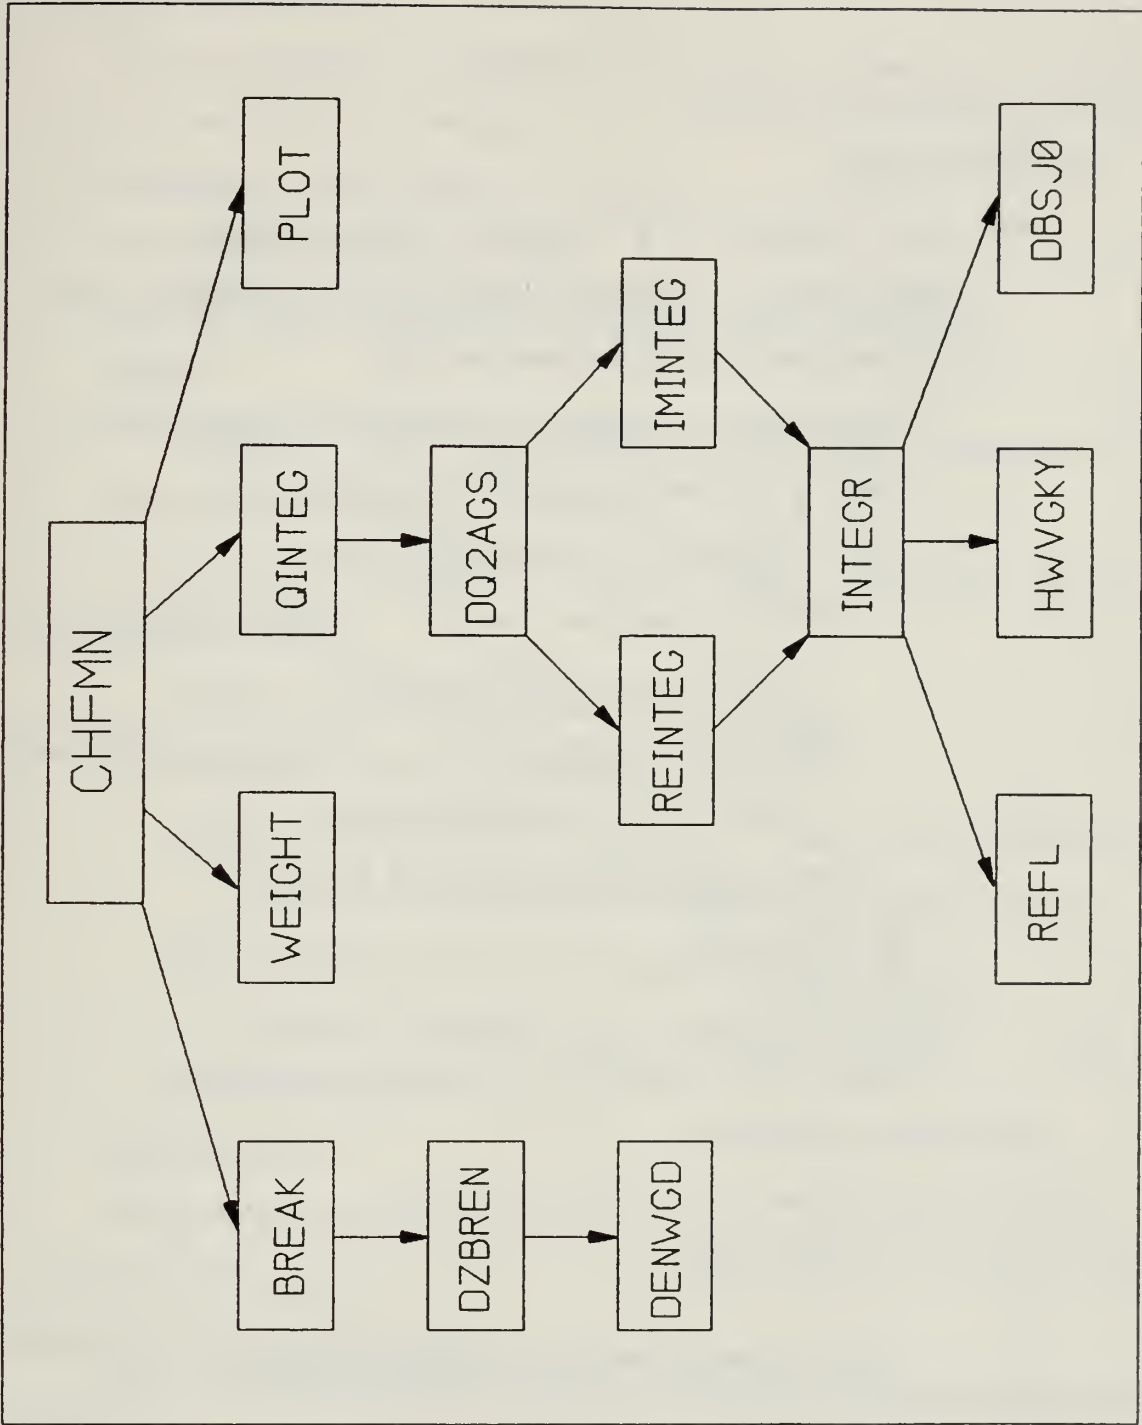 CHFMN
BREAK
WEIGHT
QINTEG
PLOT
DZBREN
DQ2AGS
DENWGD
REINTEG
IMINTEG
INTEGR
REFL
HWVGKY
DBSJ0